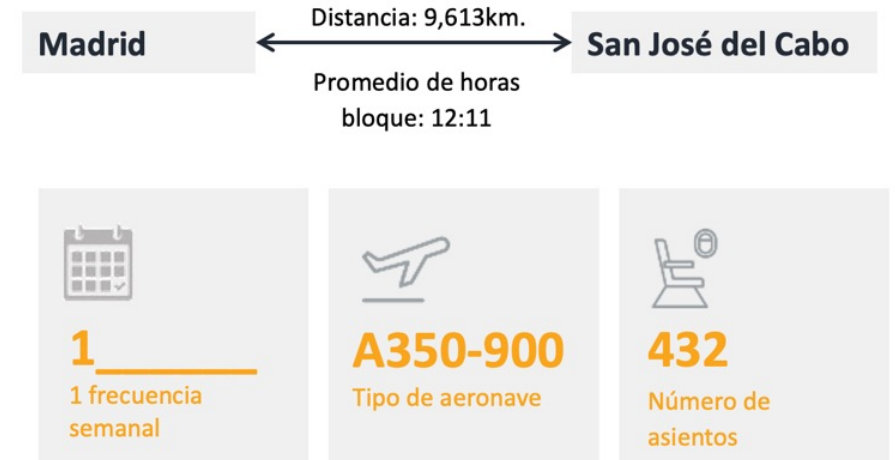 Distancia: 9,613km.
Madrid
San José del Cabo
Promedio de horas
bloque: 12:11
1_______
1 frecuencia
semanal
A350-900
Tipo de aeronave
432
Número de
asientos